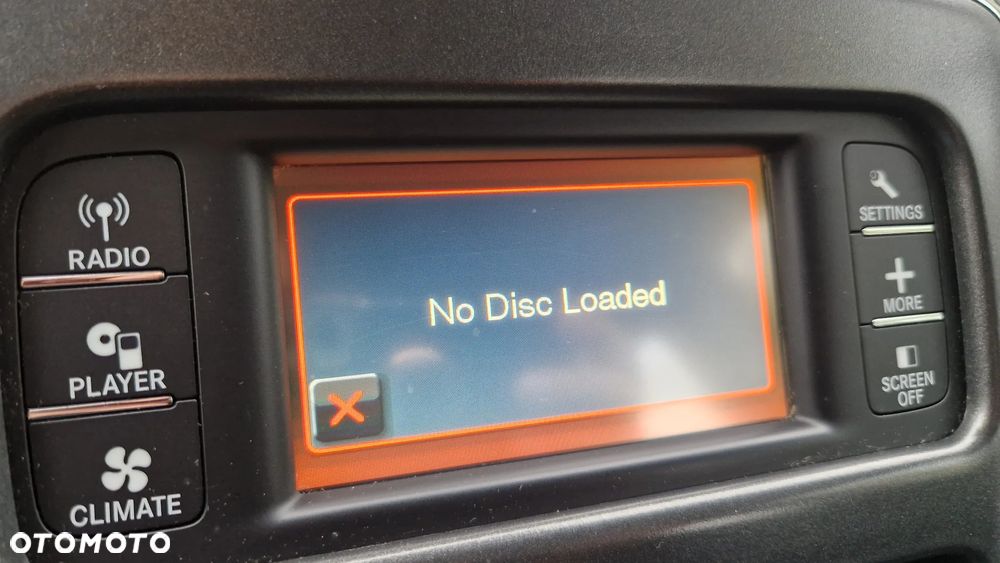 RADIO
PLAYER
CLIMATE
No Disc Loaded
SETTINGS
MORE
SCREEN
OFF
OTOMOTO